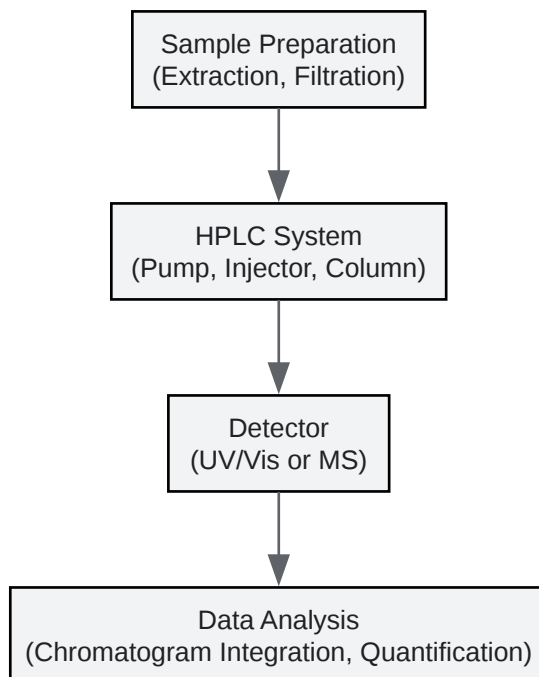 Sample Preparation
(Extraction, Filtration)
HPLC System
(Pump, Injector, Column)
Detector
(UV/Vis or MS)
Data Analysis
(Chromatogram Integration, Quantification)